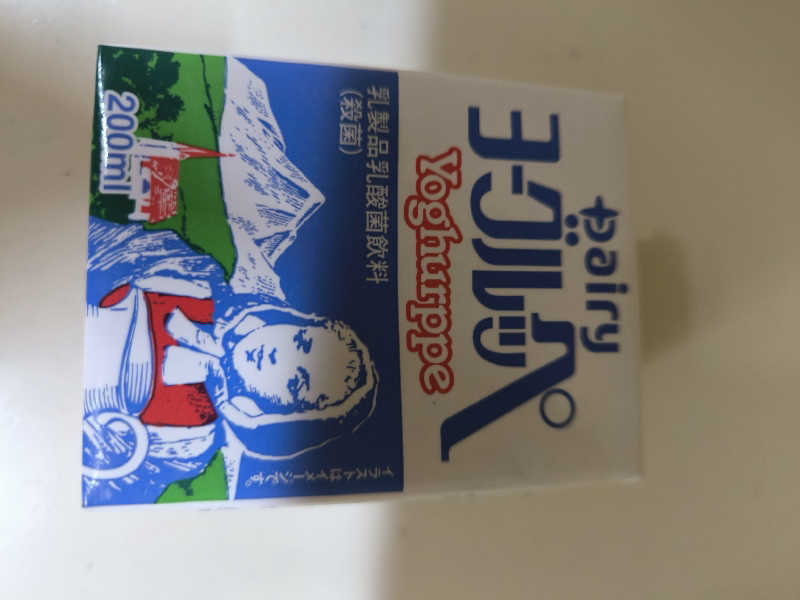 Dairy
ヨーグルッペ
Yoghurppe
乳製品乳酸菌飲料
(殺菌)
200ml
イラストはイメージです。